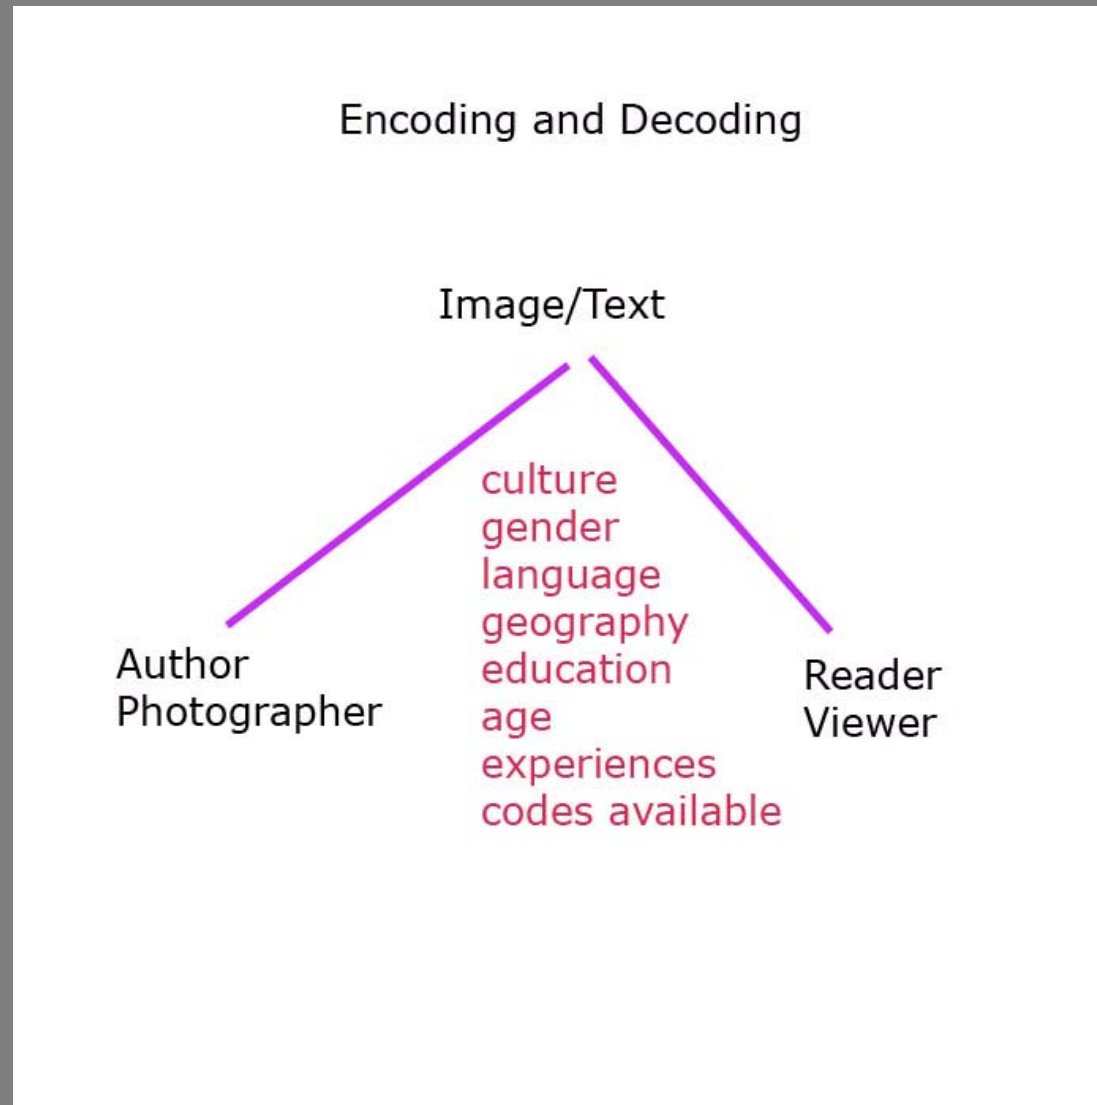 Encoding and Decoding
Image/Text
culture
gender
language
geography
education
age
experiences
codes available
Author
Photographer
Reader
Viewer